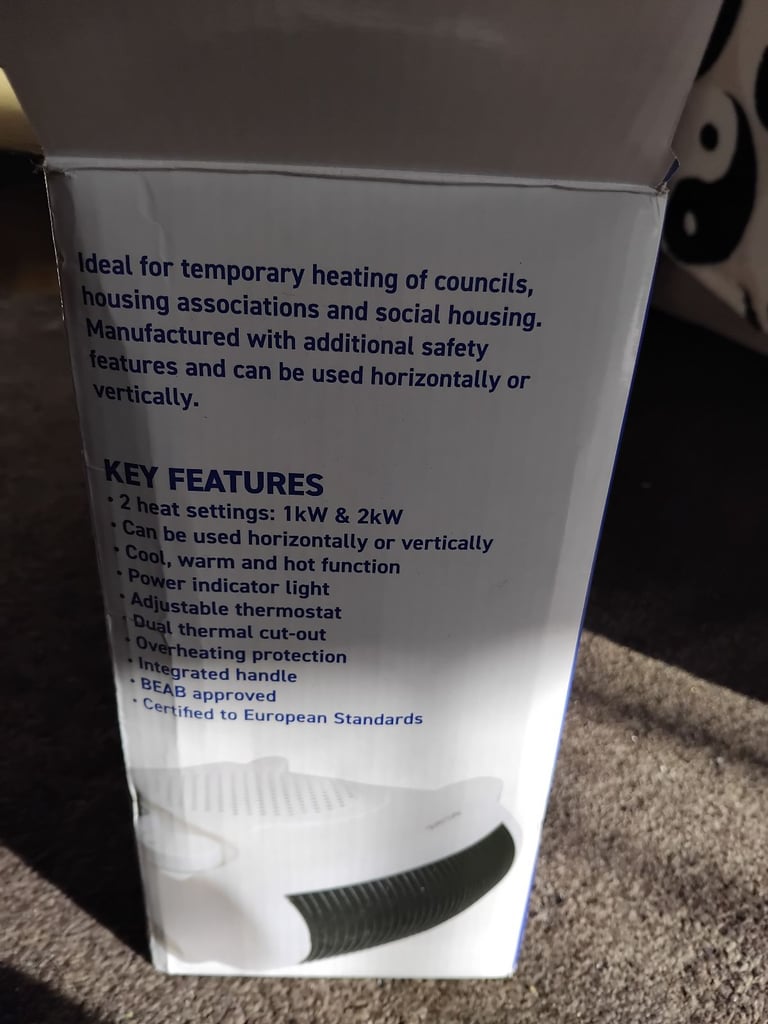 Ideal for temporary heating of councils,
housing associations and social housing.
Manufactured with additional safety
features and can be used horizontally or
vertically.
KEY FEATURES
• 2 heat settings: 1kW & 2kW
• Can be used horizontally or vertically
• Cool, warm and hot function
• Power indicator light
• Adjustable thermostat
• Dual thermal cut-out
• Overheating protection
• Integrated handle
• BEAB approved
• Certified to European Standards